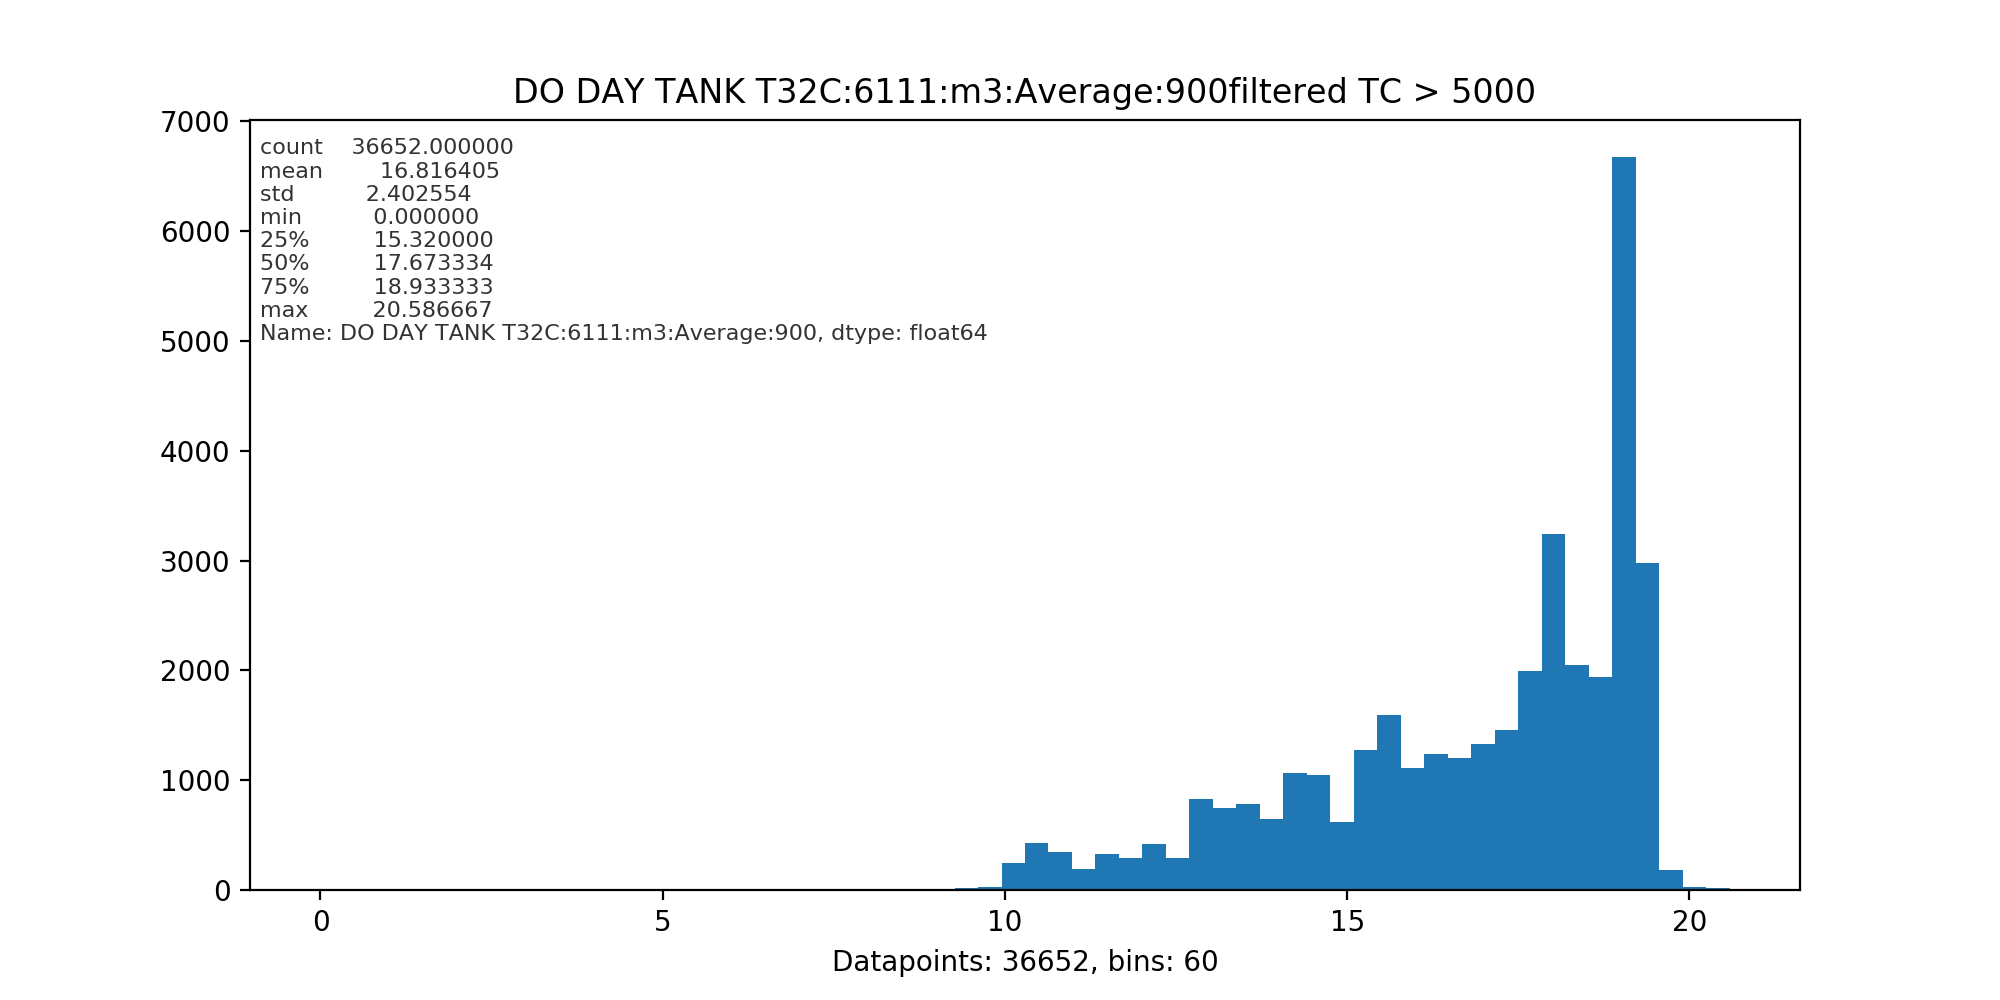 DO DAY TANK T32C:6111:m3:Average:900filtered TC > 5000
7000
6000
5000
4000
3000
2000
1000
0
count 36652.000000
mean 16.816405
std 2.402554
min 0.000000
25% 15.320000
50% 17.673334
75% 18.933333
max 20.586667
Name: DO DAY TANK T32C:6111:m3:Average:900, dtype: float64
0 5 10 15 20
Datapoints: 36652, bins: 60